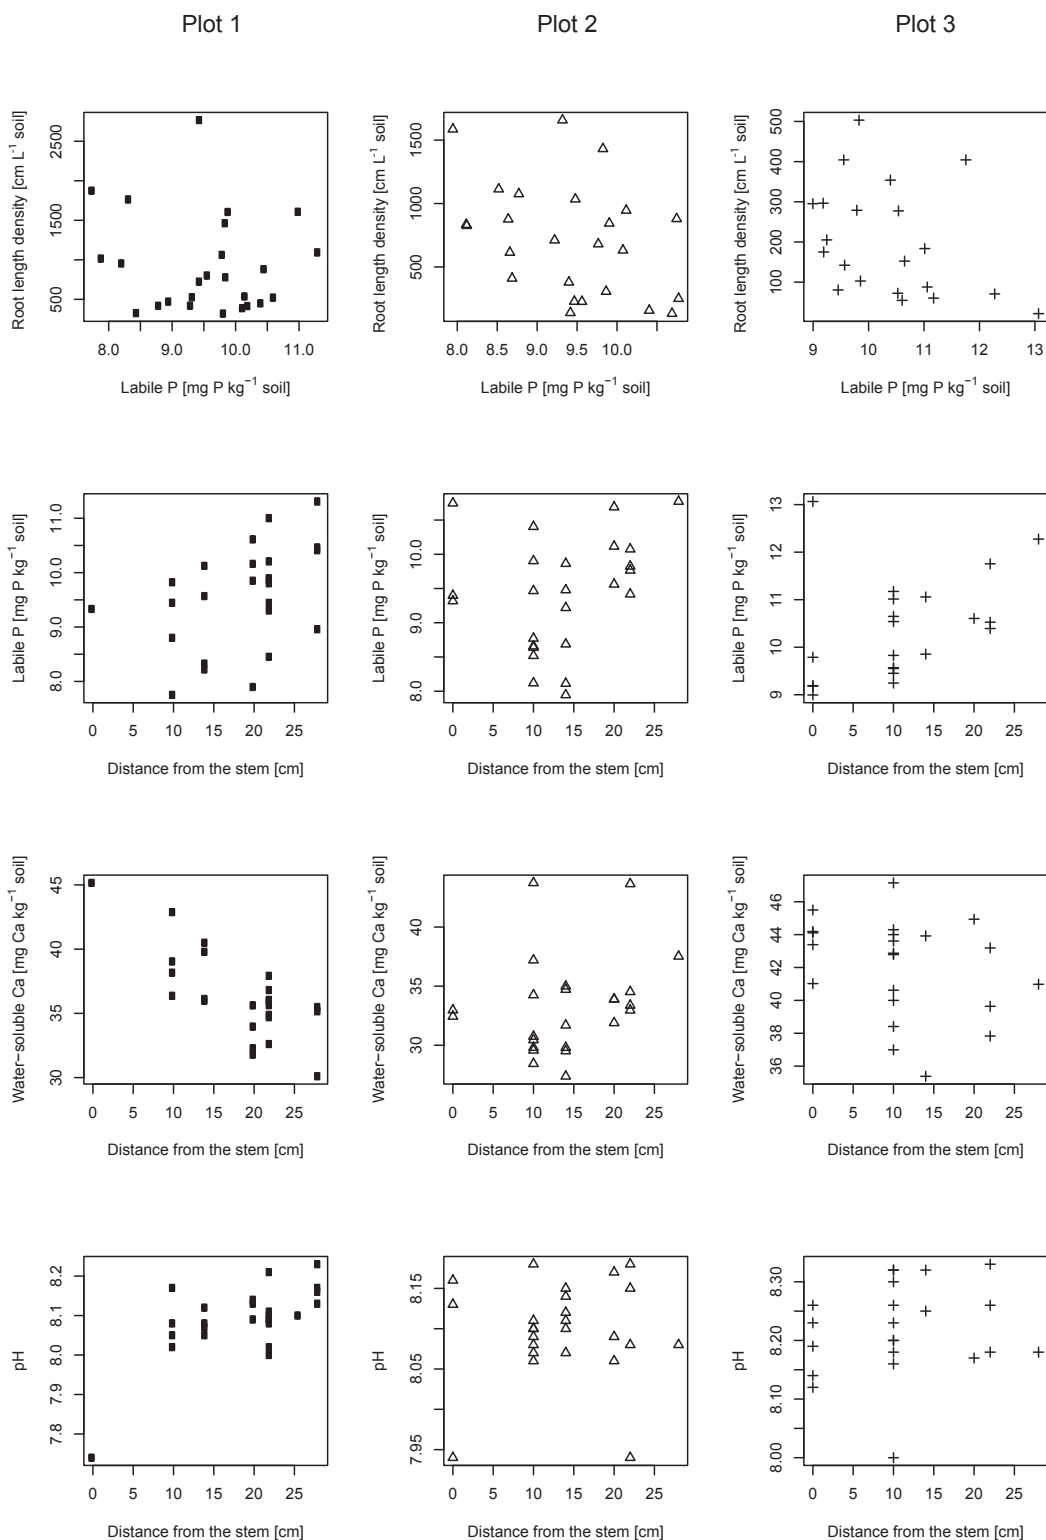 Plot 1 Plot 2 Plot 3
Root length density [cm L⁻¹ soil] Root length density [cm L⁻¹ soil] Root length density [cm L⁻¹ soil]
500 1500 2500
500 1000 1500
100 200 300 400 500
8.0 9.0 10.0 11.0
8.0 8.5 9.0 9.5 10.0
9 10 11 12 13
Labile P [mg P kg⁻¹ soil] Labile P [mg P kg⁻¹ soil] Labile P [mg P kg⁻¹ soil]
Labile P [mg P kg⁻¹ soil] Labile P [mg P kg⁻¹ soil] Labile P [mg P kg⁻¹ soil]
8.0 9.0 10.0 11.0
8.0 9.0 10.0
9 10 11 12 13
0 5 10 15 20 25
0 5 10 15 20 25
0 5 10 15 20 25
Distance from the stem [cm] Distance from the stem [cm] Distance from the stem [cm]
Water−soluble Ca [mg Ca kg⁻¹ soil] Water−soluble Ca [mg Ca kg⁻¹ soil] Water−soluble Ca [mg Ca kg⁻¹ soil]
30 35 40 45
30 35 40
36 38 40 42 44 46
0 5 10 15 20 25
0 5 10 15 20 25
0 5 10 15 20 25
Distance from the stem [cm] Distance from the stem [cm] Distance from the stem [cm]
pH pH pH
7.8 7.9 8.0 8.1 8.2
7.95 8.05 8.15
8.00 8.10 8.20 8.30
0 5 10 15 20 25
0 5 10 15 20 25
0 5 10 15 20 25
Distance from the stem [cm] Distance from the stem [cm] Distance from the stem [cm]